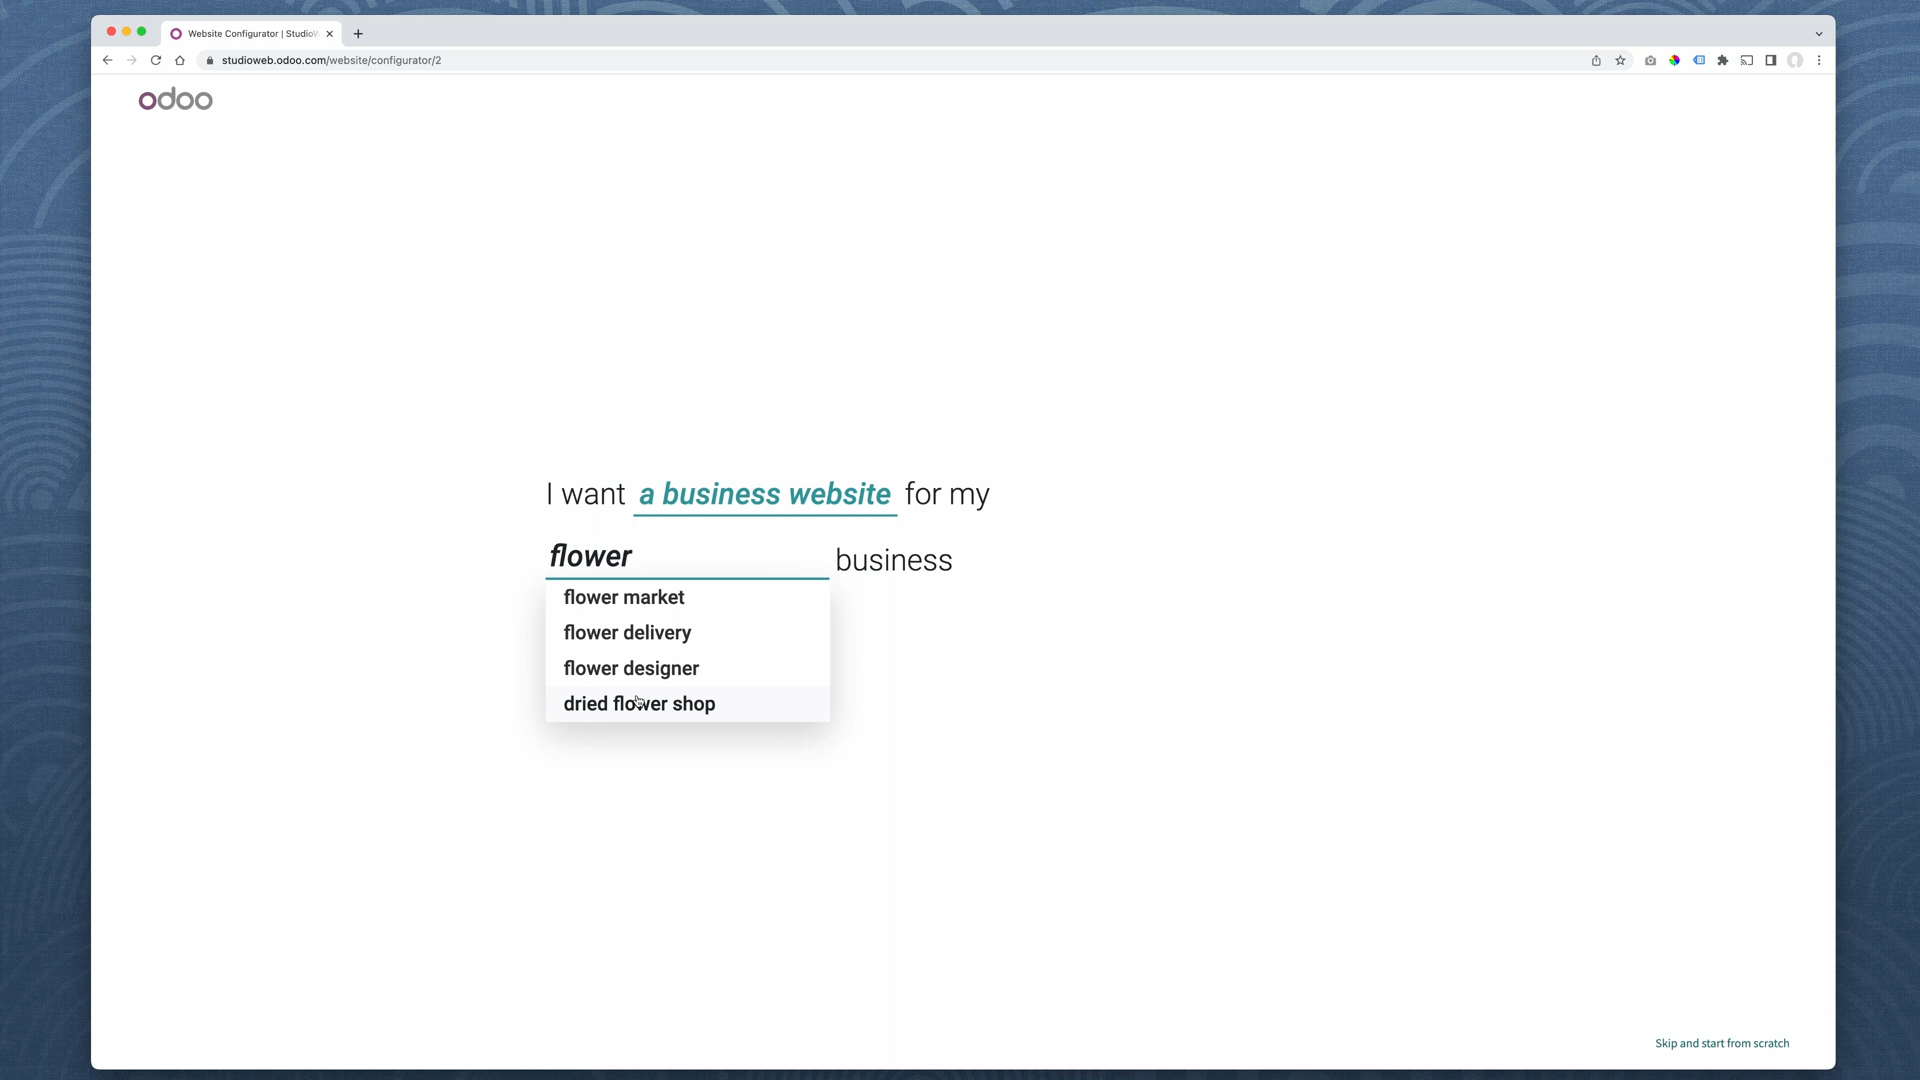 Website Configurator | Studio
studioweb.odoo.com/website/configurator/2
odoo
I want a business website for my
flower business
flower market
flower delivery
flower designer
dried flower shop
Skip and start from scratch